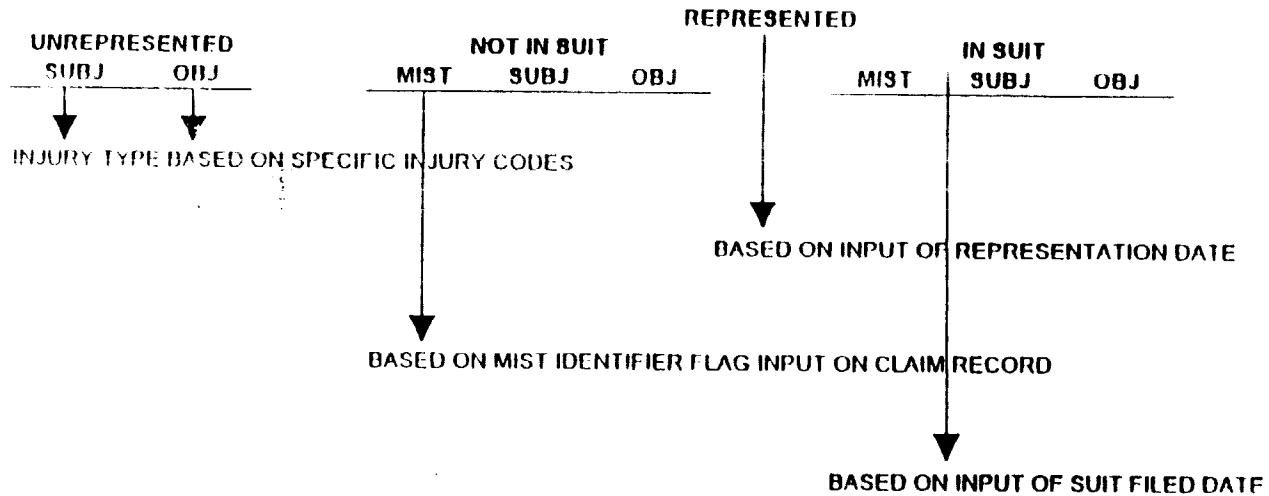 REPRESENTED
UNREPRESENTED
SUBJ OBJ
NOT IN SUIT
MIST SUBJ OBJ
IN SUIT
MIST SUBJ OBJ
INJURY TYPE BASED ON SPECIFIC INJURY CODES
BASED ON INPUT OF REPRESENTATION DATE
BASED ON MIST IDENTIFIER FLAG INPUT ON CLAIM RECORD
BASED ON INPUT OF SUIT FILED DATE